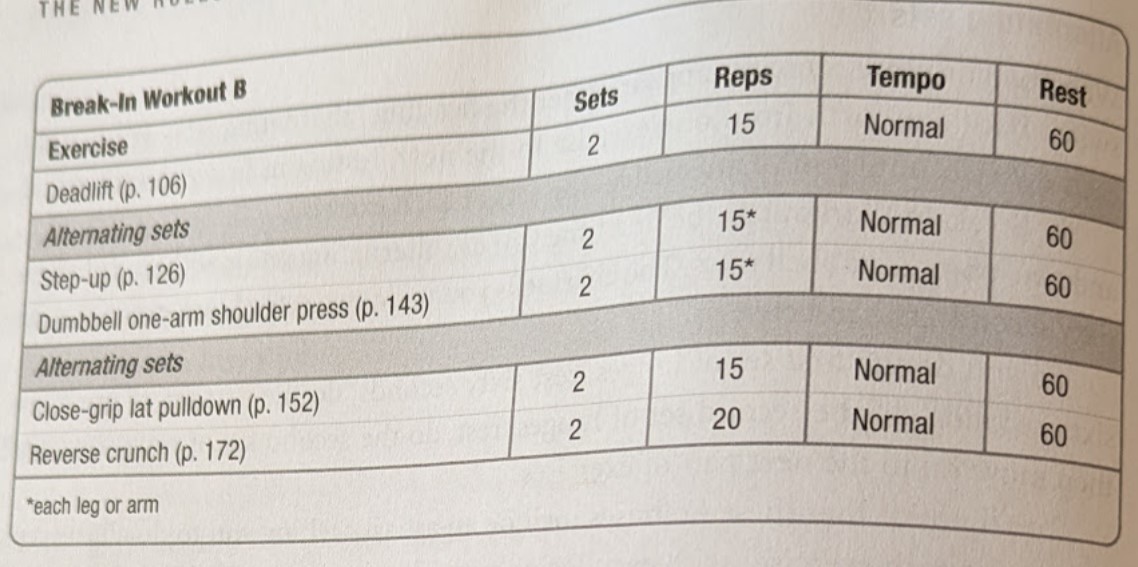 THE NEW
Break-In Workout B
Exercise Sets Reps Tempo Rest
Deadlift (p. 106) 2 15 Normal 60
Alternating sets
Step-up (p. 126) 2 15* Normal 60
Dumbbell one-arm shoulder press (p. 143) 2 15* Normal 60
Alternating sets
Close-grip lat pulldown (p. 152) 2 15 Normal 60
Reverse crunch (p. 172) 2 20 Normal 60
*each leg or arm